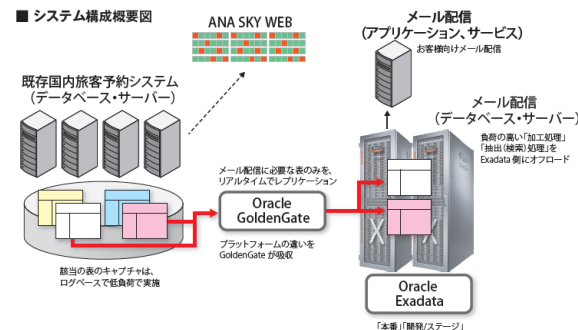 ■ システム構成概要図
ANA SKY WEB
メール配信
(アプリケーション、サービス)
お客様向けメール配信
既存国内旅客予約システム
(データベース・サーバー)
メール配信
(データベース・サーバー)
負荷の高い「加工処理」
「抽出(検索)処理」を
Exadata 側にオフロード
メール配信に必要な表のみを、
リアルタイムでレプリケーション
Oracle
GoldenGate
プラットフォームの違いを
GoldenGate が吸収
該当の表のキャプチャは、
ログベースで低負荷で実施
Oracle
Exadata
「本番」「開発/ステージ」